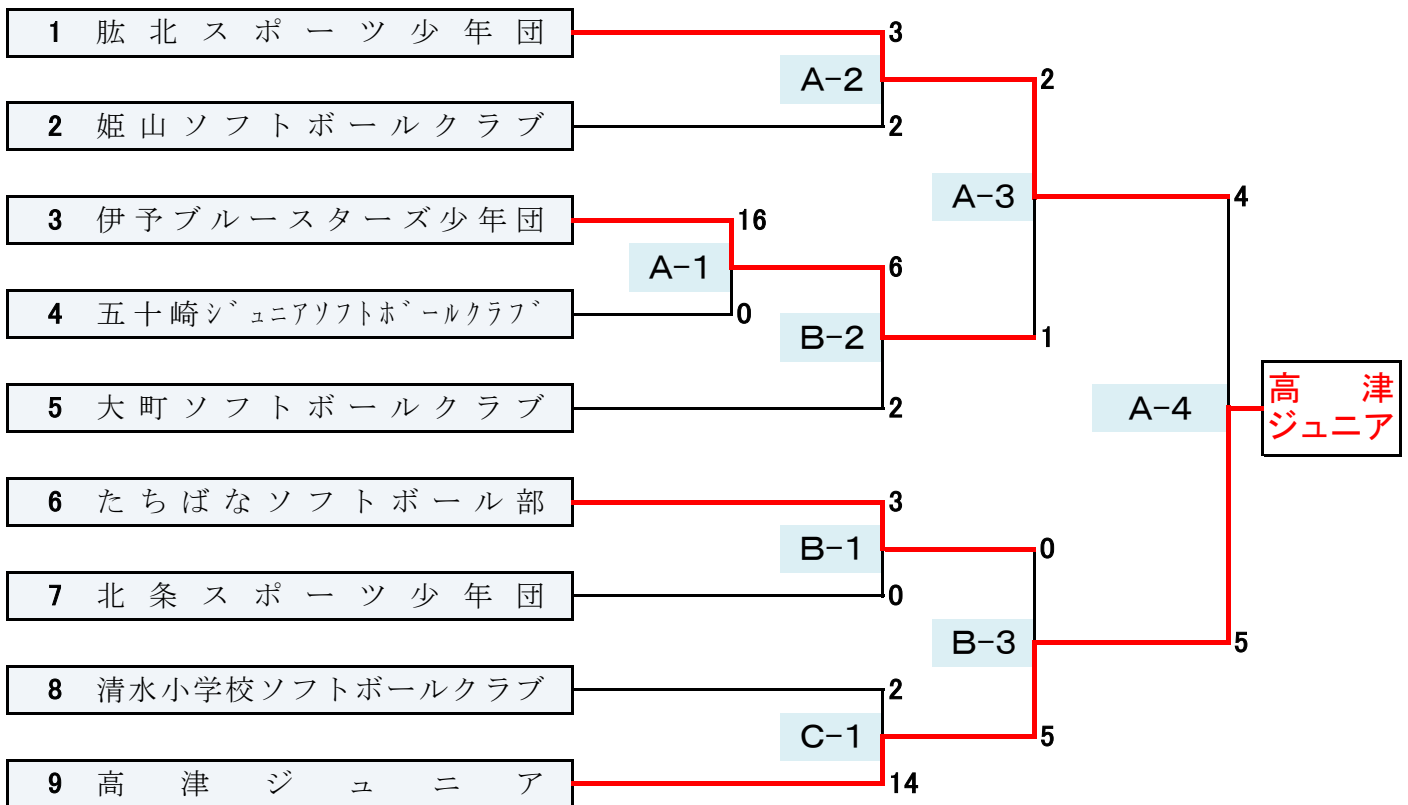 1 肱北スポーツ少年団
3
A-2
2
2 姫山ソフトボールクラブ
2
3 伊予ブルースターズ少年団
16
A-3
4
A-1
6
4 五十崎ｼﾞｭニアソフトﾎﾞｰルクラブ
0
B-2
1
5 大町ソフトボールクラブ
2
A-4
高津
ジュニア
6 たちばなソフトボール部
3
B-1
0
7 北条スポーツ少年団
0
B-3
5
8 清水小学校ソフトボールクラブ
2
C-1
5
9 高津ジュニア
14